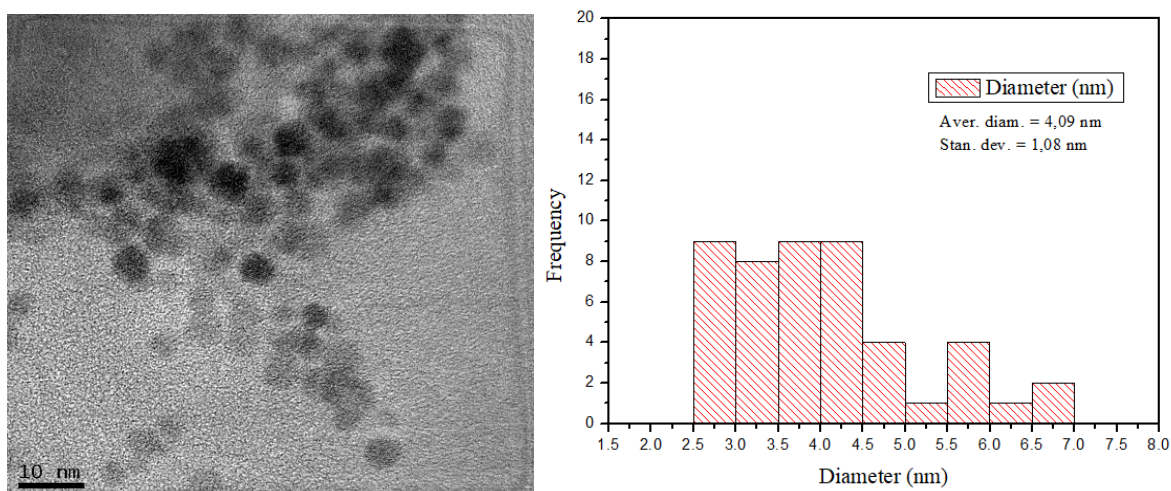 10 nm
20
18
16
14
12
10
8
6
4
2
0
Frequency
Diameter (nm)
Aver. diam. = 4,09 nm
Stan. dev. = 1,08 nm
1.5 2.0 2.5 3.0 3.5 4.0 4.5 5.0 5.5 6.0 6.5 7.0 8.0
Diameter (nm)